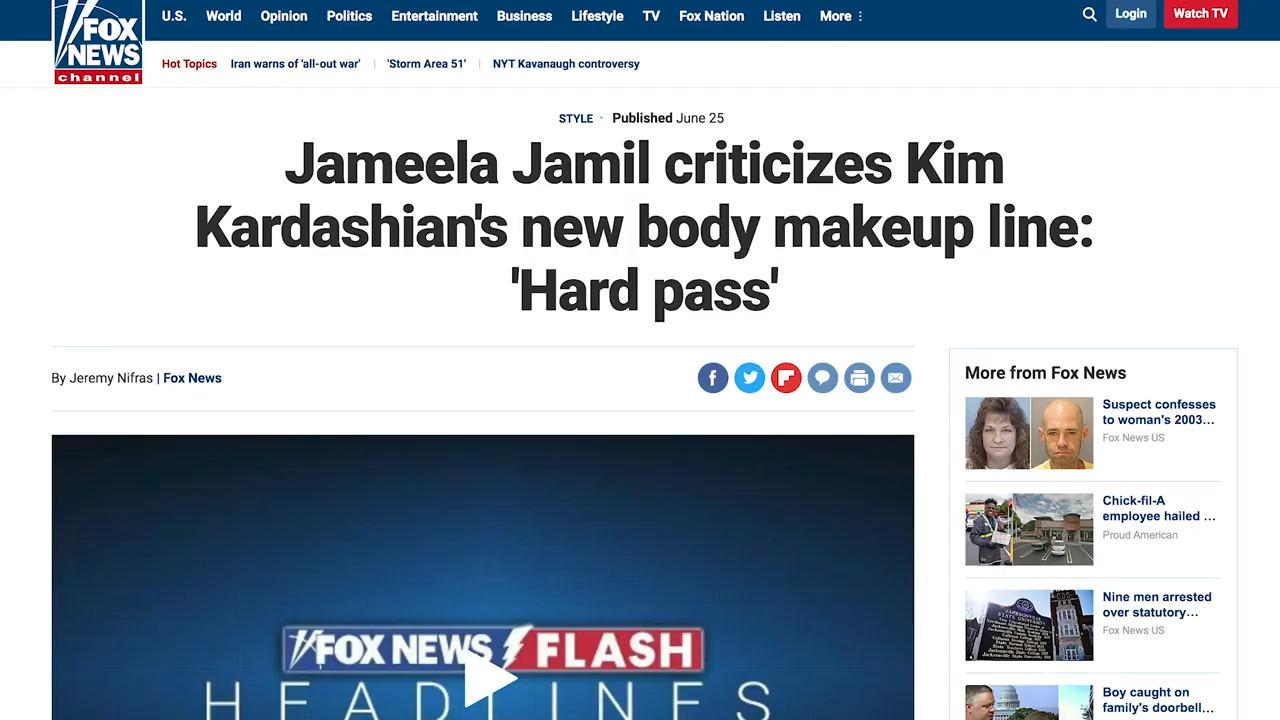 FOX
NEWS
channel
U.S. World Opinion Politics Entertainment Business Lifestyle TV Fox Nation Listen More Login Watch TV
Hot Topics Iran warns of 'all-out war' 'Storm Area 51' NYT Kavanaugh controversy
STYLE · Published June 25
Jameela Jamil criticizes Kim
Kardashian's new body makeup line:
'Hard pass'
By Jeremy Nifras | Fox News
More from Fox News
Suspect confesses
to woman's 2003...
Fox News US
Chick-fil-A
employee hailed ...
Proud American
Nine men arrested
over statutory...
Fox News US
JACKSONVILLE
STATE UNIVERSITY
Boy caught on
family's doorbell...
FOX NEWS FLASH
HEADLINES